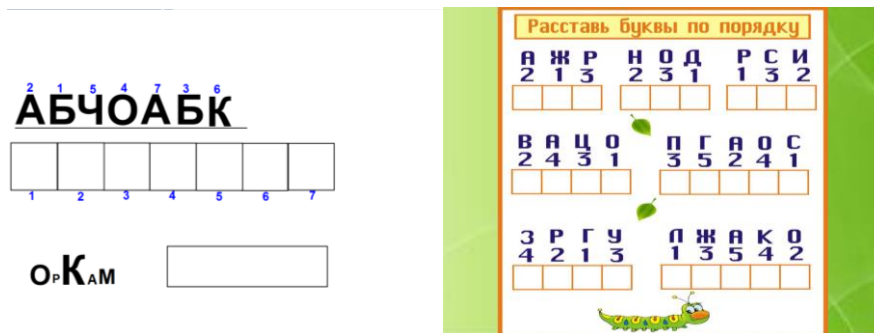 2 1 5 4 7 3 6
АБЧОАБК
1 2 3 4 5 6 7
ОРКАМ
Расставь буквы по порядку
А Ж Р Н О Д Р С И
2 1 3 2 3 1 1 3 2
В А Ц О П Г А О С
2 4 3 1 3 5 2 4 1
З Р Г У Л Ж А К О
4 2 1 3 1 3 5 4 2